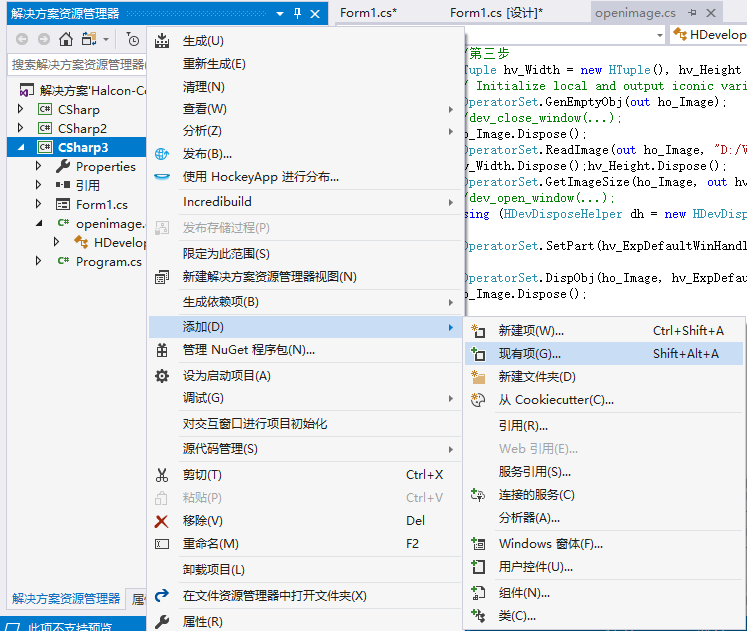 解决方案资源管理器
Form1.cs*
Form1.cs [设计]*
openimage.cs
HDevelop
搜索解决方案资源管理器
解决方案'Halcon-Co
CSharp
CSharp2
CSharp3
Properties
引用
Form1.cs
openimage.
HDevelop
Program.cs
解决方案资源管理器
属
此项不支持预览
生成(U)
重新生成(E)
清理(N)
查看(W)
分析(Z)
发布(B)...
使用 HockeyApp 进行分布...
Incredibuild
发布存储过程(P)
限定为此范围(S)
新建解决方案资源管理器视图(N)
生成依赖项(B)
添加(D)
管理 NuGet 程序包(N)...
设为启动项目(A)
调试(G)
对交互窗口进行项目初始化
源代码管理(S)
剪切(T) Ctrl+X
粘贴(P) Ctrl+V
移除(V) Del
重命名(M) F2
卸载项目(L)
在文件资源管理器中打开文件夹(X)
属性(R)
/第三步
Tuple hv_Width = new HTuple(), hv_Height
Initialize local and output iconic vari
OperatorSet.GenEmptyObj(out ho_Image);
/dev_close_window(...);
o_Image.Dispose();
OperatorSet.ReadImage(out ho_Image, "D:/V
v_Width.Dispose();hv_Height.Dispose();
OperatorSet.GetImageSize(ho_Image, out hv
/dev_open_window(...);
sing (HDevDisposeHelper dh = new HDevDisp
OperatorSet.SetPart(hv_ExpDefaultWinHandl
OperatorSet.DispObj(ho_Image, hv_ExpDefau
o_Image.Dispose();
新建项(W)... Ctrl+Shift+A
现有项(G)... Shift+Alt+A
新建文件夹(D)
从 Cookiecutter(C)...
引用(R)...
Web 引用(E)...
服务引用(S)...
连接的服务(C)
分析器(A)...
Windows 窗体(F)...
用户控件(U)...
组件(N)...
类(C)...